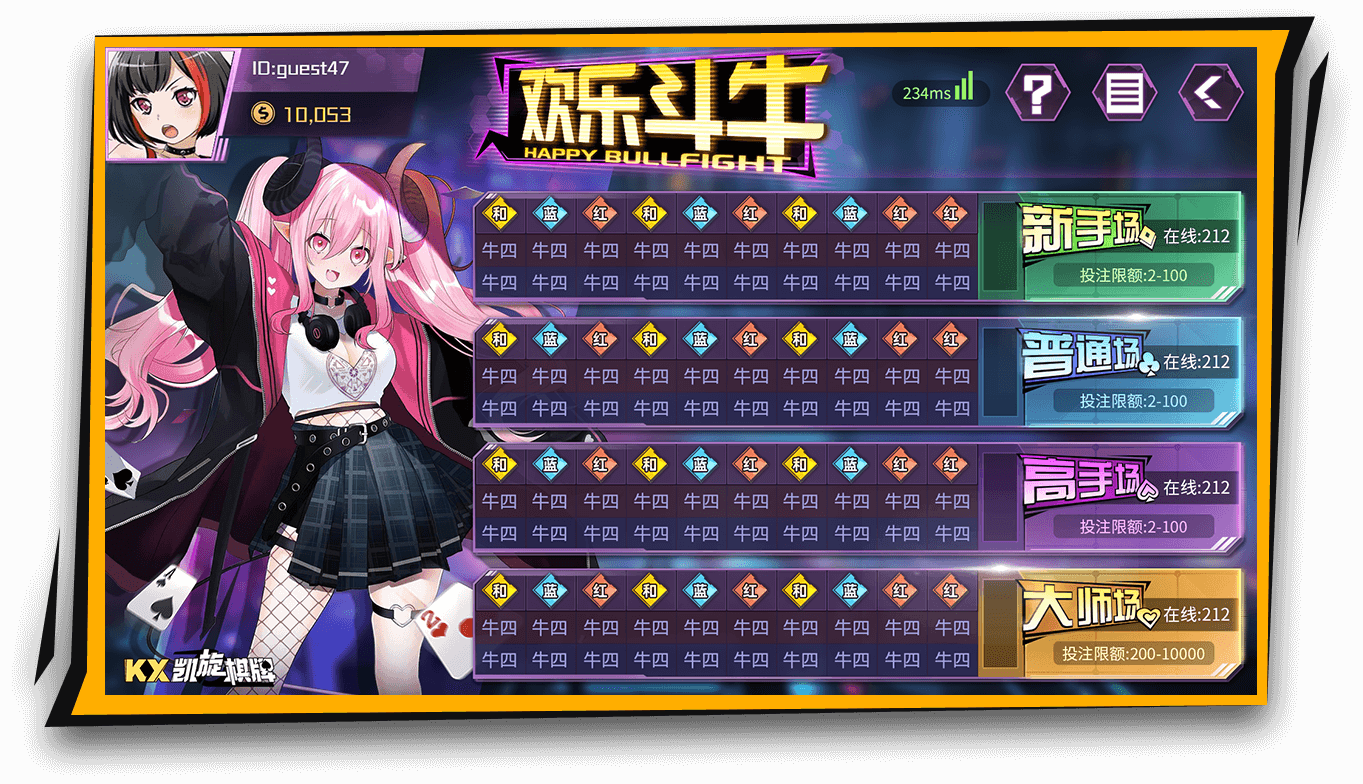 ID:guest47
10,053
欢乐斗牛
HAPPY BULLFIGHT
234ms
?
和 蓝 红 和 蓝 红 和 蓝 红 红
牛四 牛四 牛四 牛四 牛四 牛四 牛四 牛四 牛四 牛四
牛四 牛四 牛四 牛四 牛四 牛四 牛四 牛四 牛四 牛四
新手场
在线:212
投注限额:2-100
和 蓝 红 和 蓝 红 和 蓝 红 红
牛四 牛四 牛四 牛四 牛四 牛四 牛四 牛四 牛四 牛四
牛四 牛四 牛四 牛四 牛四 牛四 牛四 牛四 牛四 牛四
普通场
在线:212
投注限额:2-100
和 蓝 红 和 蓝 红 和 蓝 红 红
牛四 牛四 牛四 牛四 牛四 牛四 牛四 牛四 牛四 牛四
牛四 牛四 牛四 牛四 牛四 牛四 牛四 牛四 牛四 牛四
高手场
在线:212
投注限额:2-100
和 蓝 红 和 蓝 红 和 蓝 红 红
牛四 牛四 牛四 牛四 牛四 牛四 牛四 牛四 牛四 牛四
牛四 牛四 牛四 牛四 牛四 牛四 牛四 牛四 牛四 牛四
大师场
在线:212
投注限额:200-10000
A
2
KX凯旋棋牌